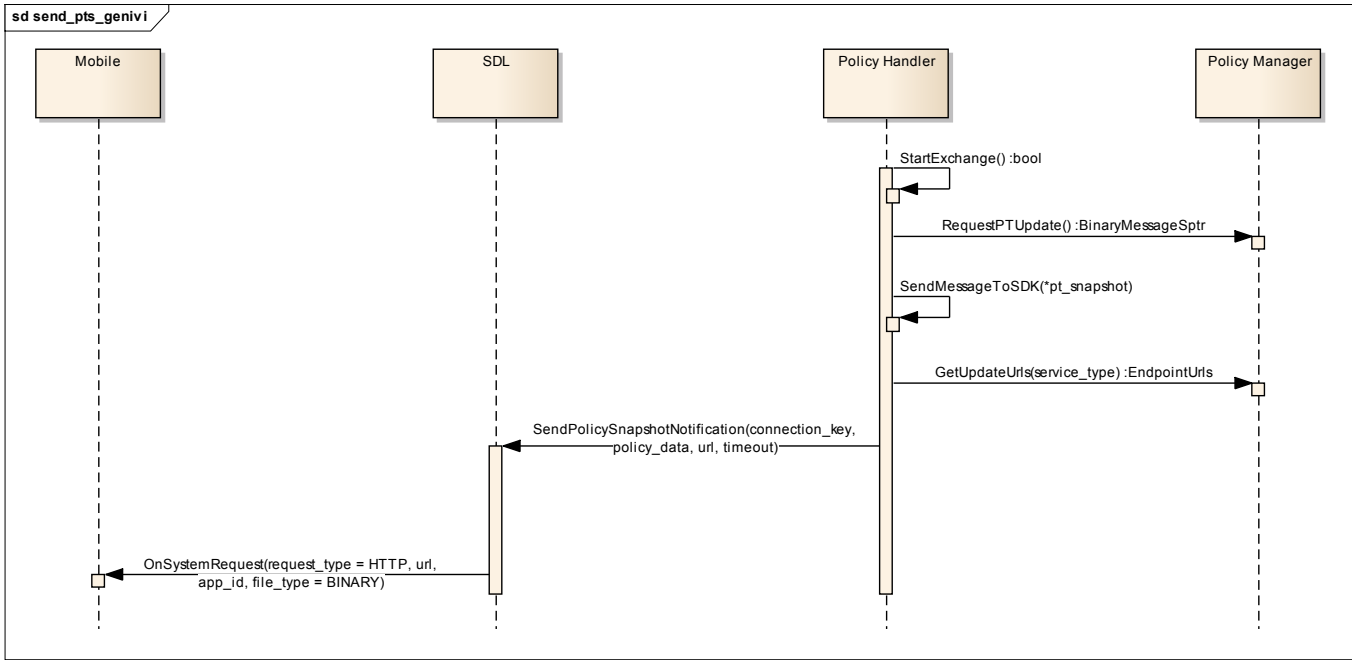 sd send_pts_genivi
Mobile
SDL
Policy Handler
Policy Manager
StartExchange() :bool
RequestPTUpdate() :BinaryMessageSptr
SendMessageToSDK(*pt_snapshot)
GetUpdateUrls(service_type) :EndpointUrls
SendPolicySnapshotNotification(connection_key,
policy_data, url, timeout)
OnSystemRequest(request_type = HTTP, url,
app_id, file_type = BINARY)